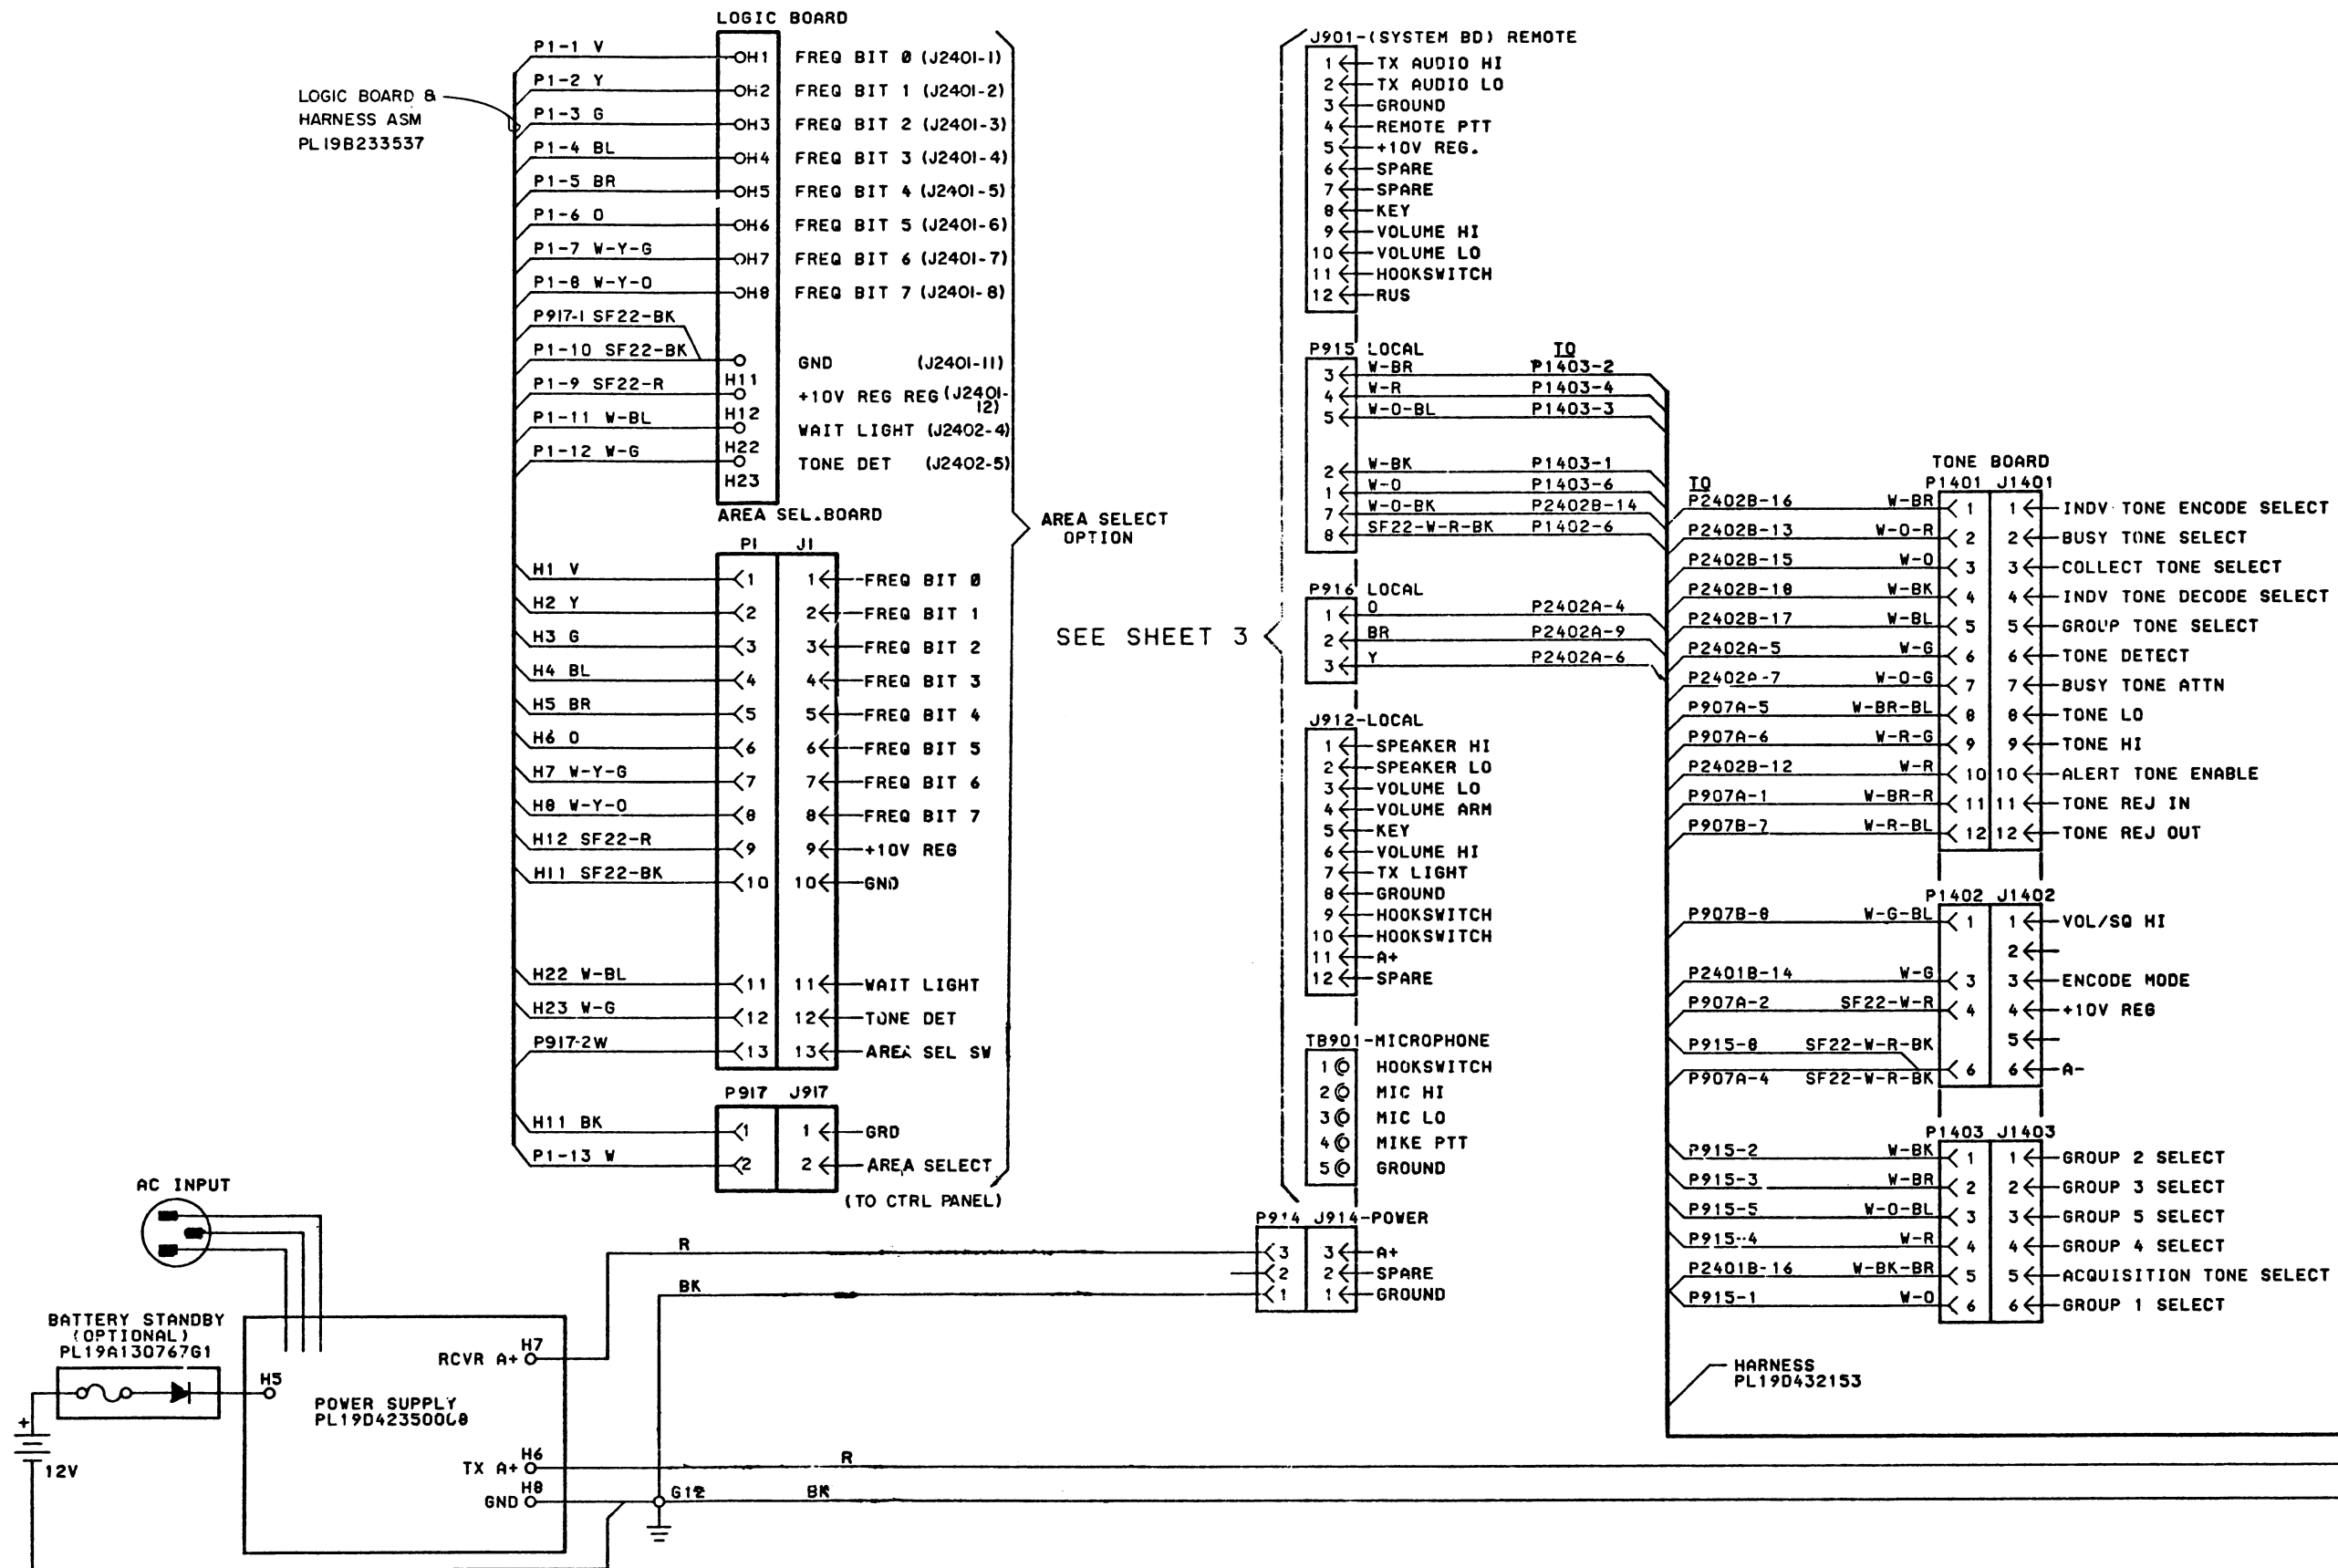 LOGIC BOARD
LOGIC BOARD &
HARNESS ASM
PL19B233537
P1-1 V OH1 FREQ BIT 0 (J2401-1)
P1-2 Y OH2 FREQ BIT 1 (J2401-2)
P1-3 G OH3 FREQ BIT 2 (J2401-3)
P1-4 BL OH4 FREQ BIT 3 (J2401-4)
P1-5 BR OH5 FREQ BIT 4 (J2401-5)
P1-6 O OH6 FREQ BIT 5 (J2401-6)
P1-7 W-Y-G OH7 FREQ BIT 6 (J2401-7)
P1-8 W-Y-O OH8 FREQ BIT 7 (J2401-8)
P917-1 SF22-BK
P1-10 SF22-BK GND (J2401-11)
H11
P1-9 SF22-R +10V REG REG (J2401-
12)
H12
P1-11 W-BL WAIT LIGHT (J2402-4)
H22
P1-12 W-G TONE DET (J2402-5)
H23
AREA SEL.BOARD
P1 J1
H1 V 1 1 FREQ BIT 0
H2 Y 2 2 FREQ BIT 1
H3 G 3 3 FREQ BIT 2
H4 BL 4 4 FREQ BIT 3
H5 BR 5 5 FREQ BIT 4
H6 O 6 6 FREQ BIT 5
H7 W-Y-G 7 7 FREQ BIT 6
H8 W-Y-O 8 8 FREQ BIT 7
H12 SF22-R 9 9 +10V REG
H11 SF22-BK 10 10 GND
H22 W-BL 11 11 WAIT LIGHT
H23 W-G 12 12 TONE DET
P917-2W 13 13 AREA SEL SW
P917 J917
H11 BK 1 1 GRD
P1-13 W 2 2 AREA SELECT
(TO CTRL PANEL)
AREA SELECT
OPTION
SEE SHEET 3
J901-(SYSTEM BD) REMOTE
1 TX AUDIO HI
2 TX AUDIO LO
3 GROUND
4 REMOTE PTT
5 +10V REG.
6 SPARE
7 SPARE
8 KEY
9 VOLUME HI
10 VOLUME LO
11 HOOKSWITCH
12 RUS
P915 LOCAL TO
3 W-BR P1403-2
4 W-R P1403-4
5 W-O-BL P1403-3
2 W-BK P1403-1
1 W-O P1403-6
7 W-O-BK P2402B-14
8 SF22-W-R-BK P1402-6
P916 LOCAL
1 O P2402A-4
2 BR P2402A-9
3 Y P2402A-6
J912-LOCAL
1 SPEAKER HI
2 SPEAKER LO
3 VOLUME LO
4 VOLUME ARM
5 KEY
6 VOLUME HI
7 TX LIGHT
8 GROUND
9 HOOKSWITCH
10 HOOKSWITCH
11 A+
12 SPARE
TB901-MICROPHONE
1 HOOKSWITCH
2 MIC HI
3 MIC LO
4 MIKE PTT
5 GROUND
P914 J914-POWER
3 3 A+
2 2 SPARE
1 1 GROUND
TONE BOARD
TO P1401 J1401
P2402B-16 W-BR 1 1 INDV TONE ENCODE SELECT
P2402B-13 W-O-R 2 2 BUSY TONE SELECT
P2402B-15 W-O 3 3 COLLECT TONE SELECT
P2402B-18 W-BK 4 4 INDV TONE DECODE SELECT
P2402B-17 W-BL 5 5 GROUP TONE SELECT
P2402A-5 W-G 6 6 TONE DETECT
P2402A-7 W-O-G 7 7 BUSY TONE ATTN
P907A-5 W-BR-BL 8 8 TONE LO
P907A-6 W-R-G 9 9 TONE HI
P2402B-12 W-R 10 10 ALERT TONE ENABLE
P907A-1 W-BR-R 11 11 TONE REJ IN
P907B-7 W-R-BL 12 12 TONE REJ OUT
P1402 J1402
P907B-8 W-G-BL 1 1 VOL/SQ HI
2
P2401B-14 W-G 3 3 ENCODE MODE
P907A-2 SF22-W-R 4 4 +10V REG
P915-8 SF22-W-R-BK 5
P907A-4 SF22-W-R-BK 6 6 A-
P1403 J1403
P915-2 W-BK 1 1 GROUP 2 SELECT
P915-3 W-BR 2 2 GROUP 3 SELECT
P915-5 W-O-BL 3 3 GROUP 5 SELECT
P915-4 W-R 4 4 GROUP 4 SELECT
P2401B-16 W-BK-BR 5 5 ACQUISITION TONE SELECT
P915-1 W-O 6 6 GROUP 1 SELECT
HARNESS
PL19D432153
AC INPUT
R
BK
BATTERY STANDBY
(OPTIONAL)
PL19A130767G1
H5
+
12V
RCVR A+ H7
POWER SUPPLY
TX A+ H6 R
GND H8 G12 BK